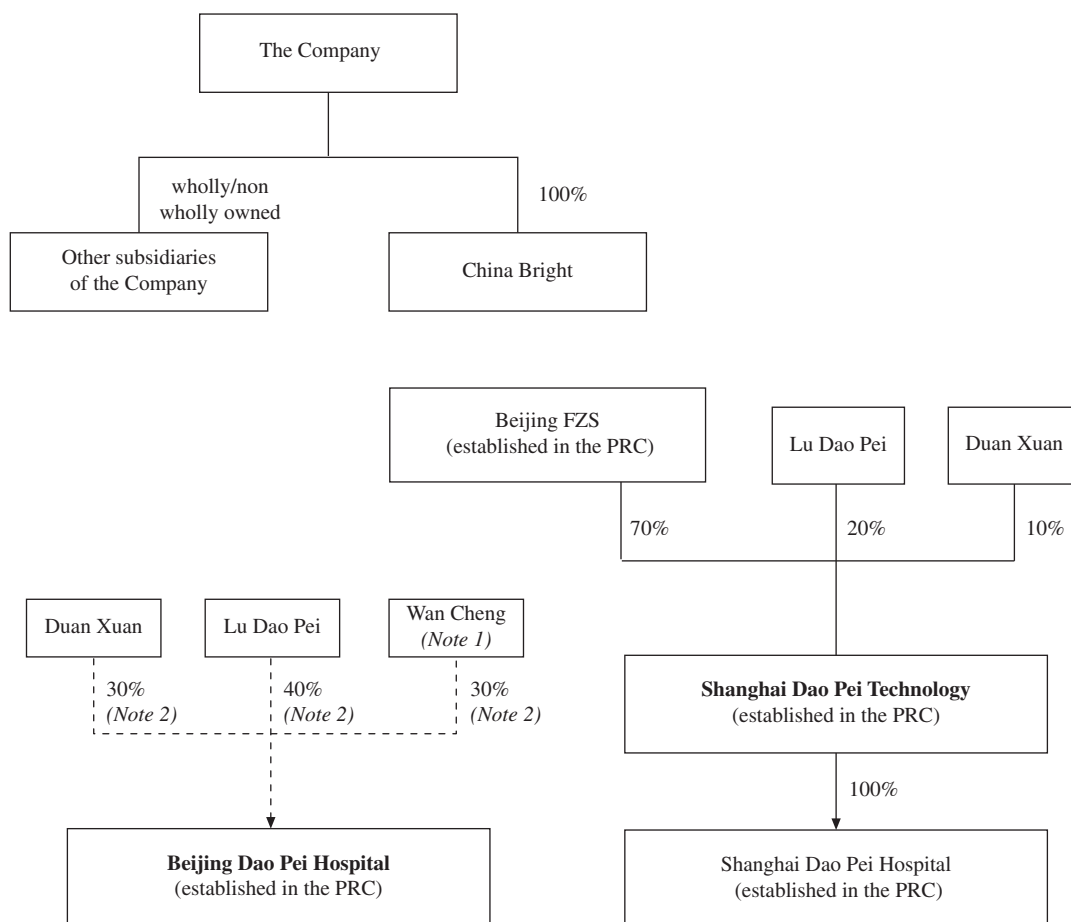 The Company
wholly/non
wholly owned
100%
Other subsidiaries
of the Company
China Bright
Beijing FZS
(established in the PRC)
Lu Dao Pei
Duan Xuan
70%
20%
10%
Duan Xuan
Lu Dao Pei
Wan Cheng
(Note 1)
30%
(Note 2)
40%
(Note 2)
30%
(Note 2)
Shanghai Dao Pei Technology
(established in the PRC)
100%
Beijing Dao Pei Hospital
(established in the PRC)
Shanghai Dao Pei Hospital
(established in the PRC)